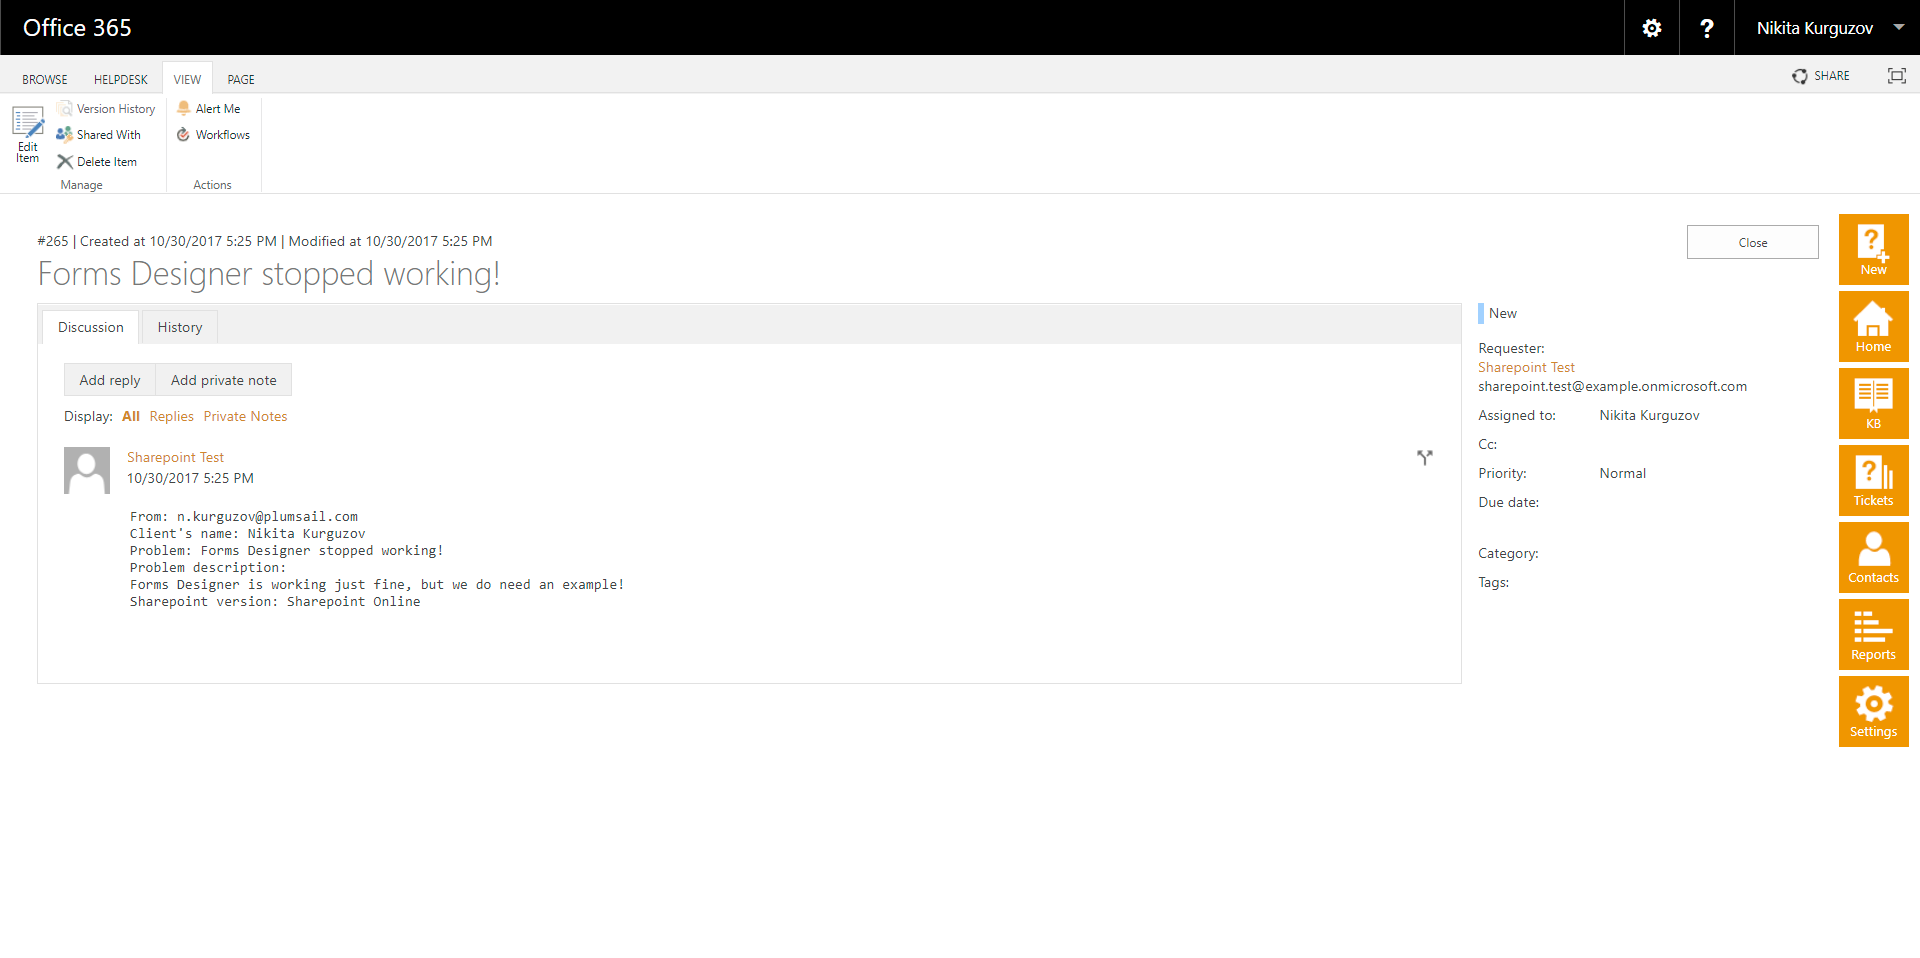 Office 365
Nikita Kurguzov
BROWSE HELPDESK VIEW PAGE
SHARE
Edit Item
Version History
Shared With
Delete Item
Manage
Alert Me
Workflows
Actions
#265 | Created at 10/30/2017 5:25 PM | Modified at 10/30/2017 5:25 PM
Forms Designer stopped working!
Close
Discussion History
Add reply Add private note
Display: All Replies Private Notes
Sharepoint Test
10/30/2017 5:25 PM
From: n.kurguzov@plumsail.com
Client's name: Nikita Kurguzov
Problem: Forms Designer stopped working!
Problem description:
Forms Designer is working just fine, but we do need an example!
Sharepoint version: Sharepoint Online
New
Requester:
Sharepoint Test
sharepoint.test@example.onmicrosoft.com
Assigned to: Nikita Kurguzov
Cc:
Priority: Normal
Due date:
Category:
Tags:
New
Home
KB
Tickets
Contacts
Reports
Settings